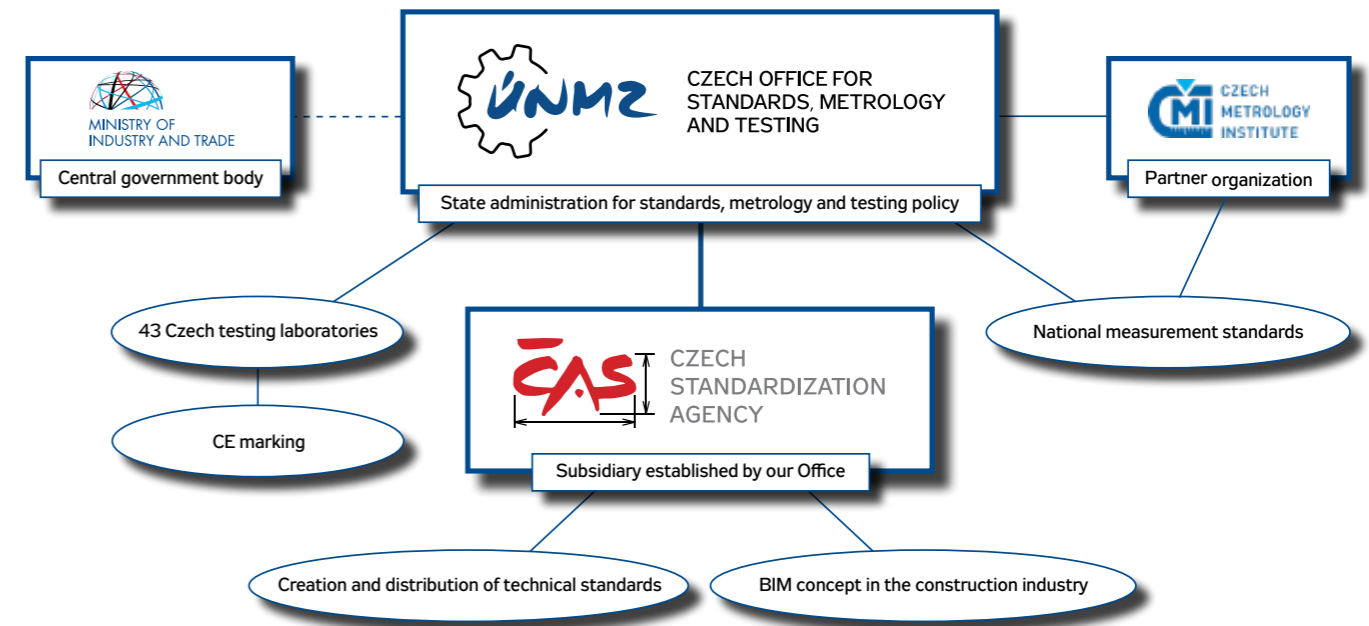 ÚNMZ
CZECH OFFICE FOR
STANDARDS, METROLOGY
AND TESTING
State administration for standards, metrology and testing policy
MINISTRY OF
INDUSTRY AND TRADE
Central government body
CMI
CZECH
METROLOGY
INSTITUTE
Partner organization
43 Czech testing laboratories
CE marking
National measurement standards
ČAS
CZECH
STANDARDIZATION
AGENCY
Subsidiary established by our Office
Creation and distribution of technical standards
BIM concept in the construction industry